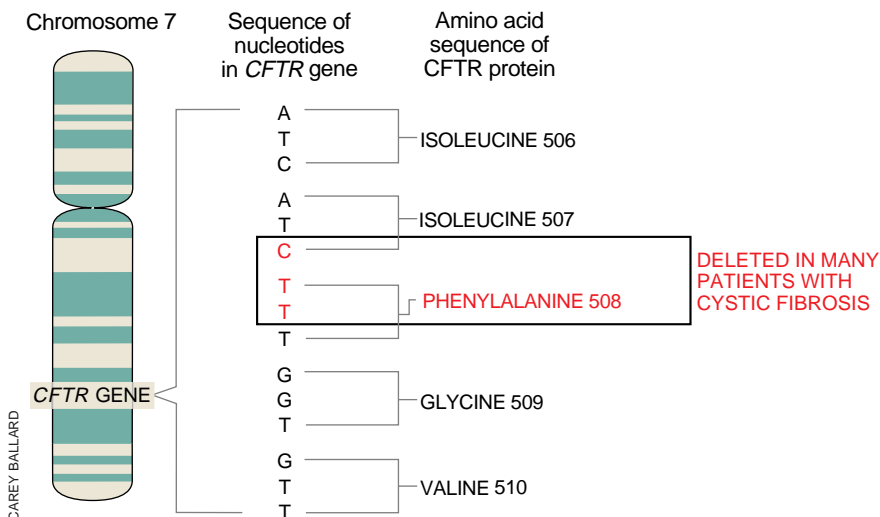 Chromosome 7
Sequence of
nucleotides
in CFTR gene
Amino acid
sequence of
CFTR protein
A
T
C
ISOLEUCINE 506
A
T
C
ISOLEUCINE 507
T
T
T
PHENYLALANINE 508
DELETED IN MANY
PATIENTS WITH
CYSTIC FIBROSIS
G
G
T
GLYCINE 509
CFTR GENE
G
T
T
VALINE 510
CAREY BALLARD